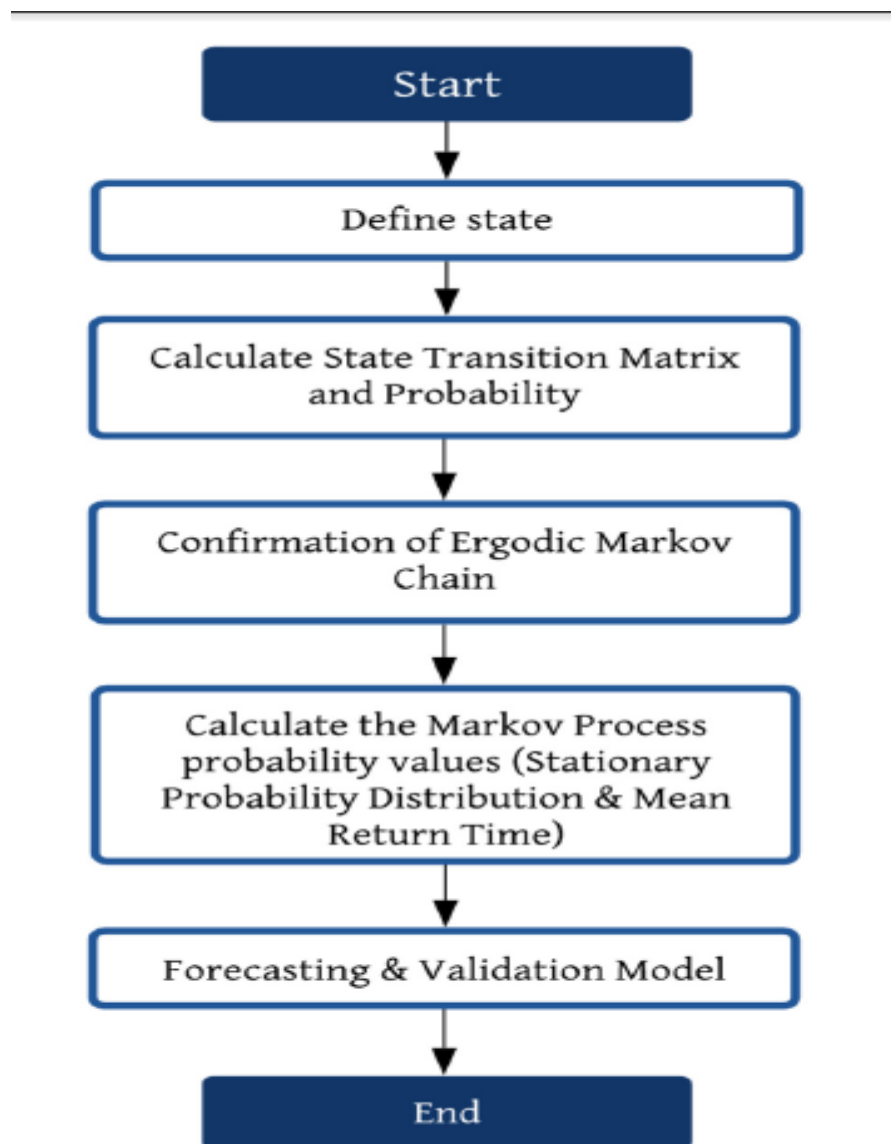 Start
Define state
Calculate State Transition Matrix
and Probability
Confirmation of Ergodic Markov
Chain
Calculate the Markov Process
probability values (Stationary
Probability Distribution & Mean
Return Time)
Forecasting & Validation Model
End